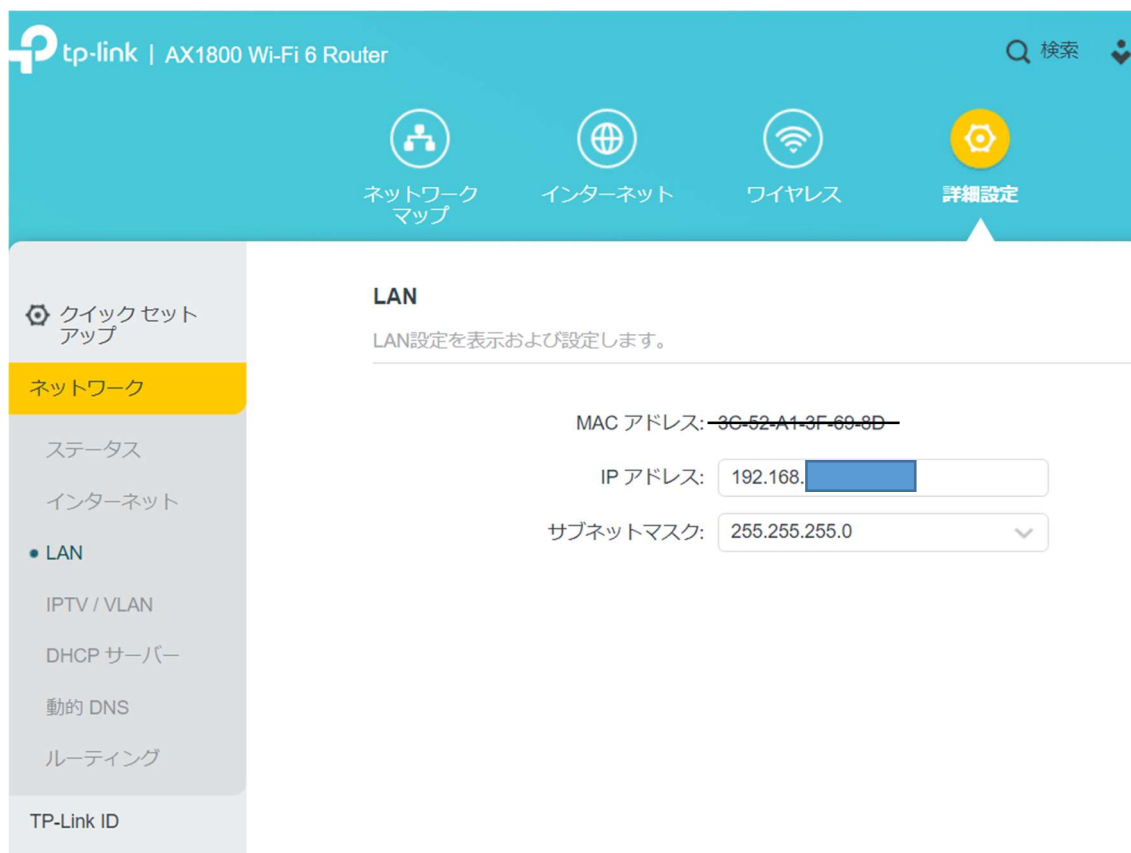 tp-link | AX1800 Wi-Fi 6 Router
検索
ネットワーク
マップ
インターネット
ワイヤレス
詳細設定
クイック セット
アップ
ネットワーク
ステータス
インターネット
LAN
IPTV / VLAN
DHCP サーバー
動的 DNS
ルーティング
TP-Link ID
LAN
LAN設定を表示および設定します。
MAC アドレス: 3C-52-A1-3F-69-8D
IP アドレス: 192.168.
サブネットマスク: 255.255.255.0